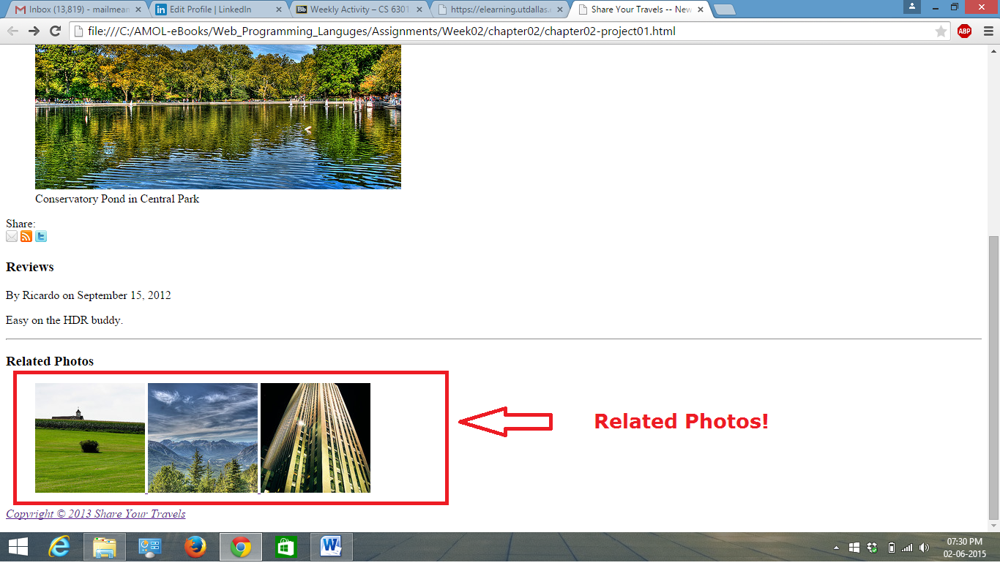 Inbox (13,819) - mailmean
Edit Profile | LinkedIn
Bb Weekly Activity – CS 6301
https://elearning.utdallas.
Share Your Travels -- New
file:///C:/AMOL-eBooks/Web_Programming_Languges/Assignments/Week02/chapter02/chapter02-project01.html
ABP
Conservatory Pond in Central Park
Share:
Reviews
By Ricardo on September 15, 2012
Easy on the HDR buddy.
Related Photos
Related Photos!
Copyright © 2013 Share Your Travels
07:30 PM
02-06-2015